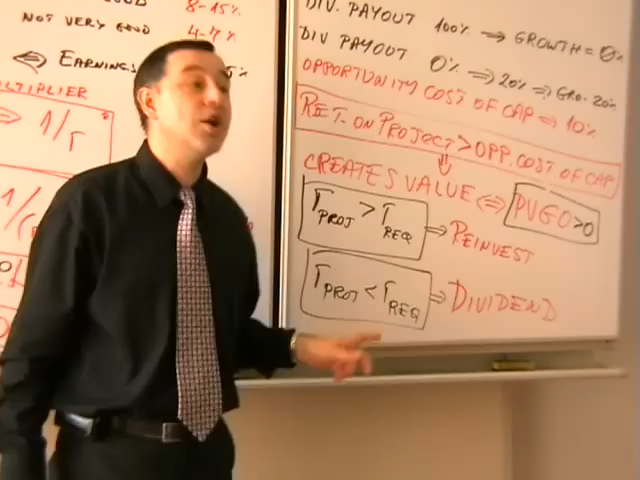 8-15%
NOT VERY GOOD
4-7%
EARNINGS
5%
MULTIPLIER
1/r
DIV. PAYOUT 100% → GROWTH = 0%
DIV PAYOUT 0% ⇒ 20% ⇒ GRO. 20%
OPPORTUNITY COST OF CAP ⇒ 10%
RET. ON PROJECT > OPP. COST OF CAP
CREATES VALUE ⇔ PVGO > 0
r PROJ > r REQ ⇒ REINVEST
r PROJ < r REQ ⇒ DIVIDEND